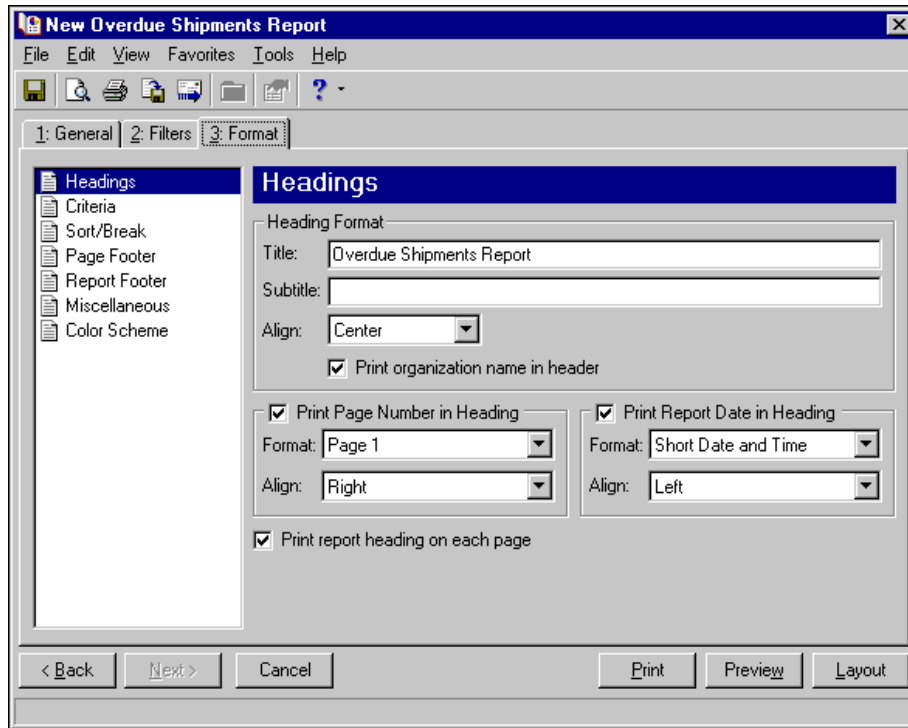 New Overdue Shipments Report
File Edit View Favorites Tools Help
?
1: General 2: Filters 3: Format
Headings
Criteria
Sort/Break
Page Footer
Report Footer
Miscellaneous
Color Scheme
Headings
Heading Format
Title: Overdue Shipments Report
Subtitle:
Align: Center
Print organization name in header
Print Page Number in Heading
Format: Page 1
Align: Right
Print Report Date in Heading
Format: Short Date and Time
Align: Left
Print report heading on each page
< Back Next > Cancel Print Preview Layout